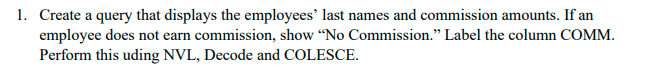 1. Create a query that displays the employees’ last names and commission amounts. If an
employee does not earn commission, show “No Commission.” Label the column COMM.
Perform this uding NVL, Decode and COLESCE.